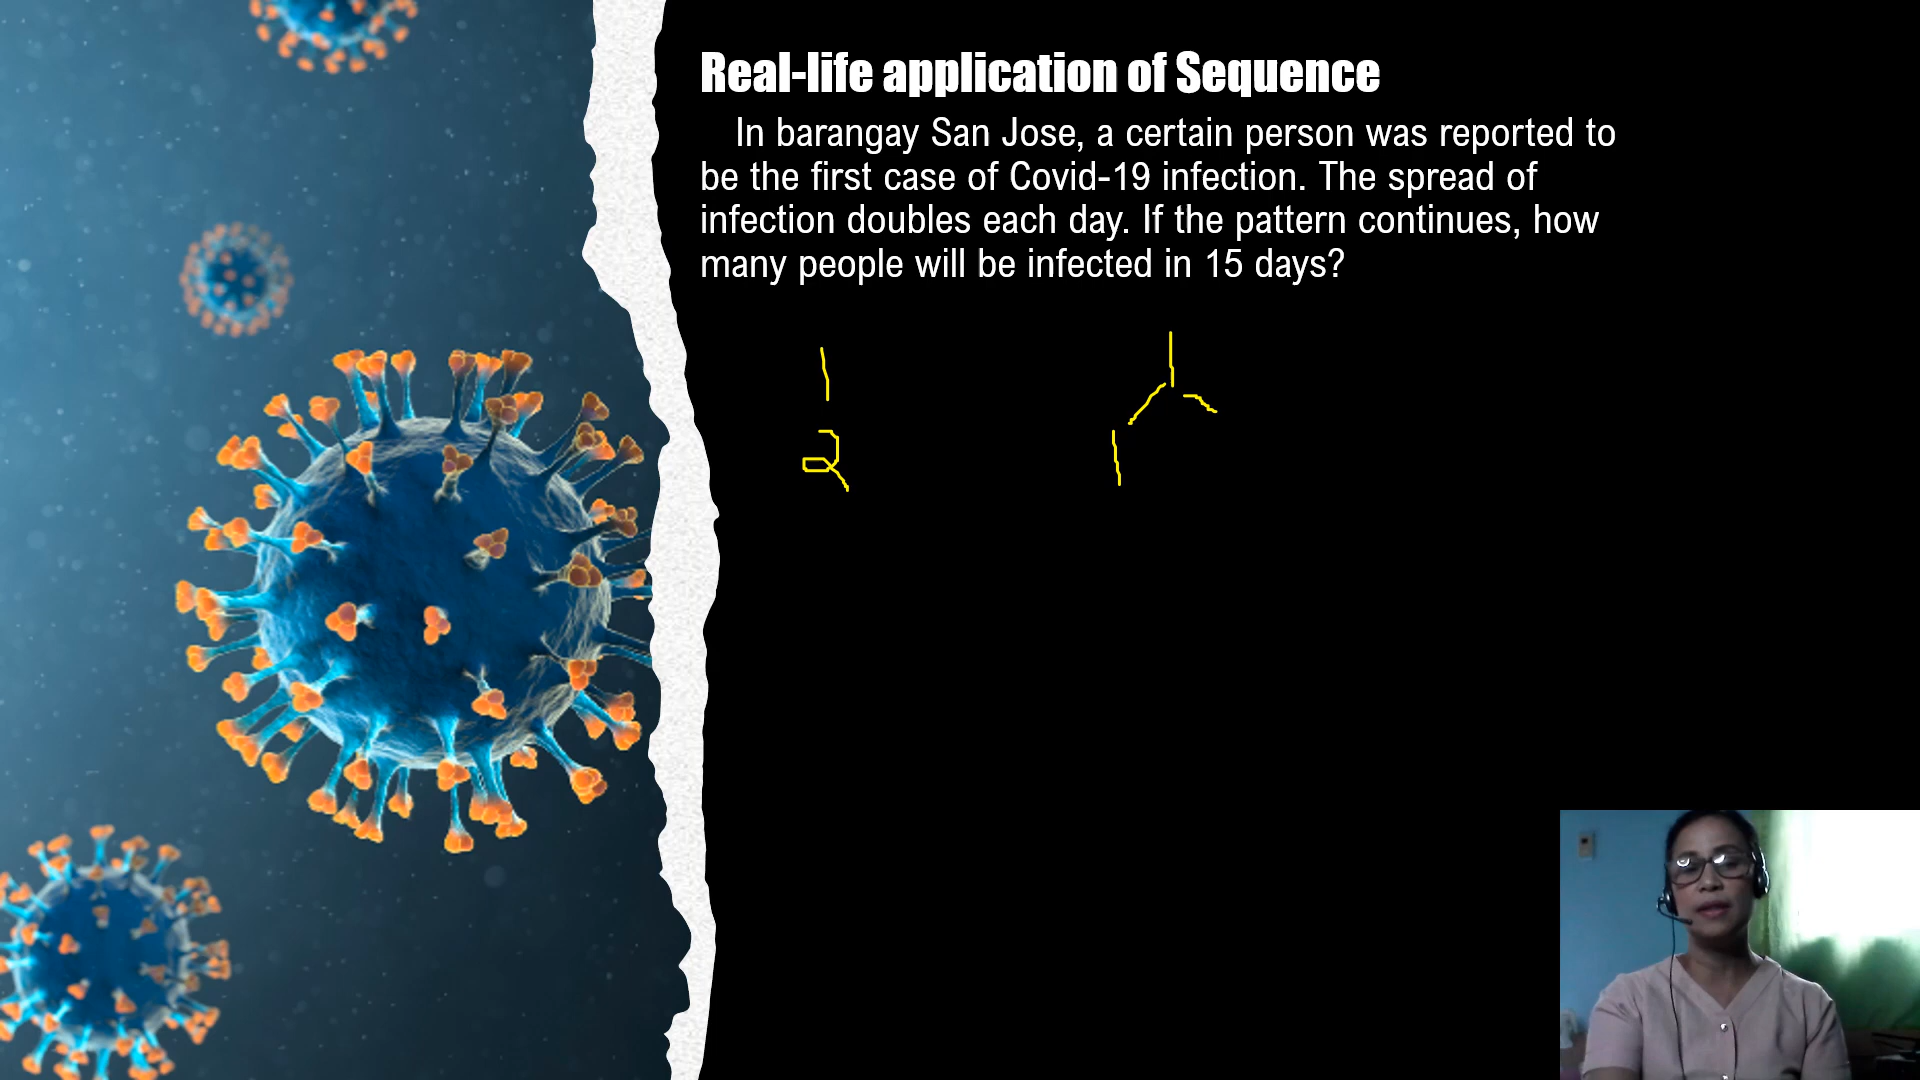 Real-life application of Sequence
In barangay San Jose, a certain person was reported to
be the first case of Covid-19 infection. The spread of
infection doubles each day. If the pattern continues, how
many people will be infected in 15 days?
1 1
2 1